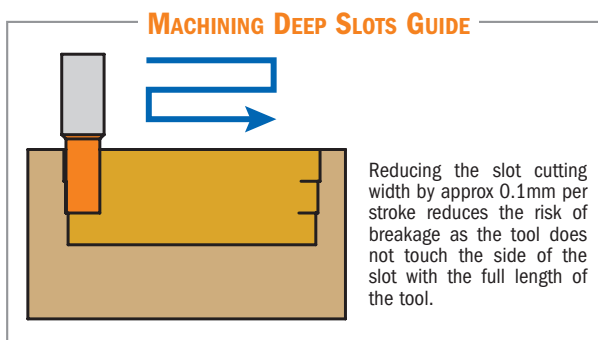 Machining Deep Slots Guide
Reducing the slot cutting
width by approx 0.1mm per
stroke reduces the risk of
breakage as the tool does
not touch the side of the
slot with the full length of
the tool.